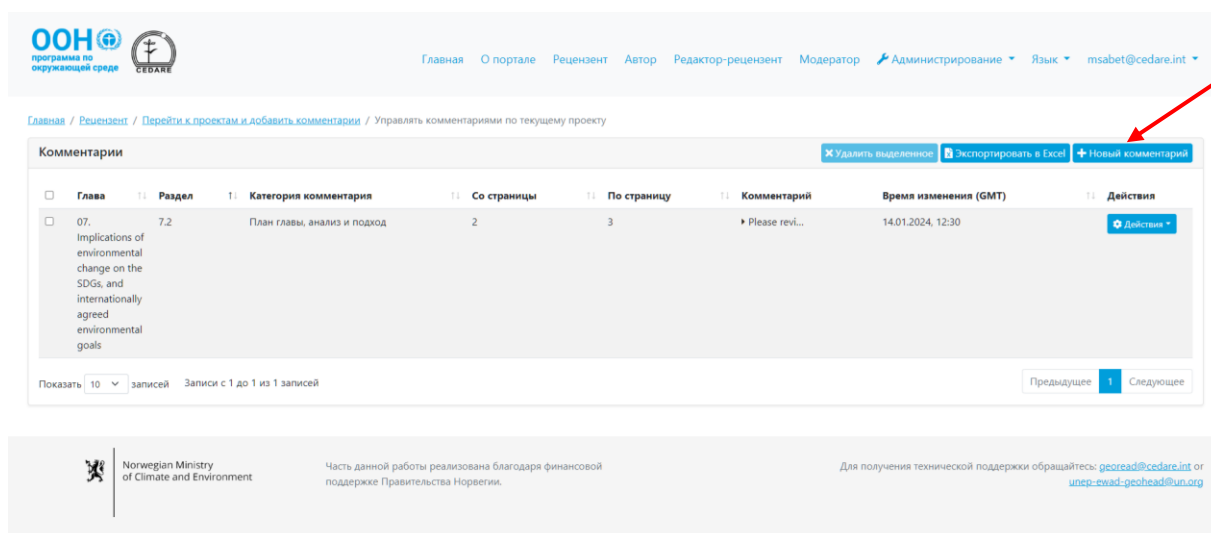 ООН
программа по
окружающей среде
CEDARE
Главная О портале Рецензент Автор Редактор-рецензент Модератор Администрирование Язык msabet@cedare.int
Главная / Рецензент / Перейти к проектам и добавить комментарии / Управлять комментариями по текущему проекту
Комментарии
Удалить выделенное Экспортировать в Excel Новый комментарий
Глава Раздел Категория комментария Со страницы По страницу Комментарий Время изменения (GMT) Действия
07. 7.2 План главы, анализ и подход 2 3 Please revi... 14.01.2024, 12:30 Действия
Implications of
environmental
change on the
SDGs, and
internationally
agreed
environmental
goals
Показать 10 записей Записи с 1 до 1 из 1 записей Предыдущее 1 Следующее
Norwegian Ministry
of Climate and Environment
Часть данной работы реализована благодаря финансовой
поддержке Правительства Норвегии.
Для получения технической поддержки обращайтесь: georead@cedare.int or
unep-ewad-geohead@un.org